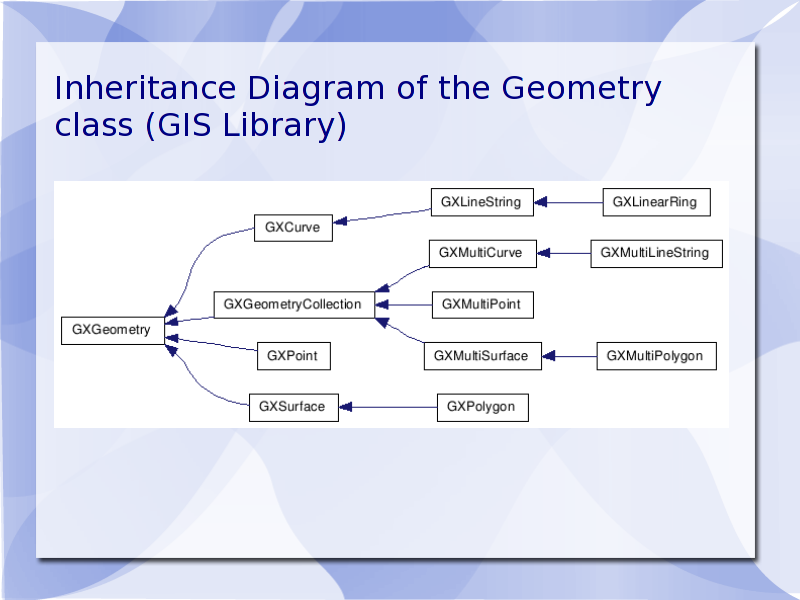 Inheritance Diagram of the Geometry
class (GIS Library)
GXLineString
GXLinearRing
GXCurve
GXMultiCurve
GXMultiLineString
GXGeometryCollection
GXMultiPoint
GXGeometry
GXPoint
GXMultiSurface
GXMultiPolygon
GXSurface
GXPolygon